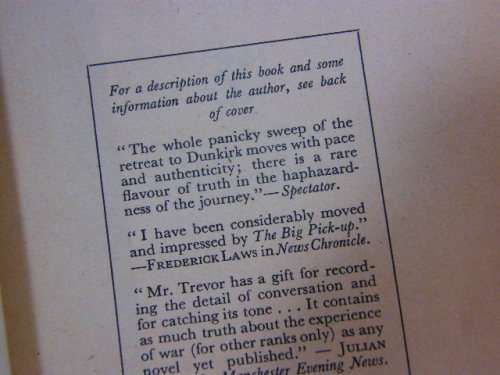 For a description of this book and some
information about the author, see back
of cover
“The whole panicky sweep of the
retreat to Dunkirk moves with pace
and authenticity; there is a rare
flavour of truth in the haphazard-
ness of the journey.”—Spectator.
“I have been considerably moved
and impressed by The Big Pick-up.”
—FREDERICK LAWS in News Chronicle.
“Mr. Trevor has a gift for record-
ing the detail of conversation and
for catching its tone . . . It contains
as much truth about the experience
of war (for other ranks only) as any
novel yet published.” — JULIAN
Manchester Evening News.